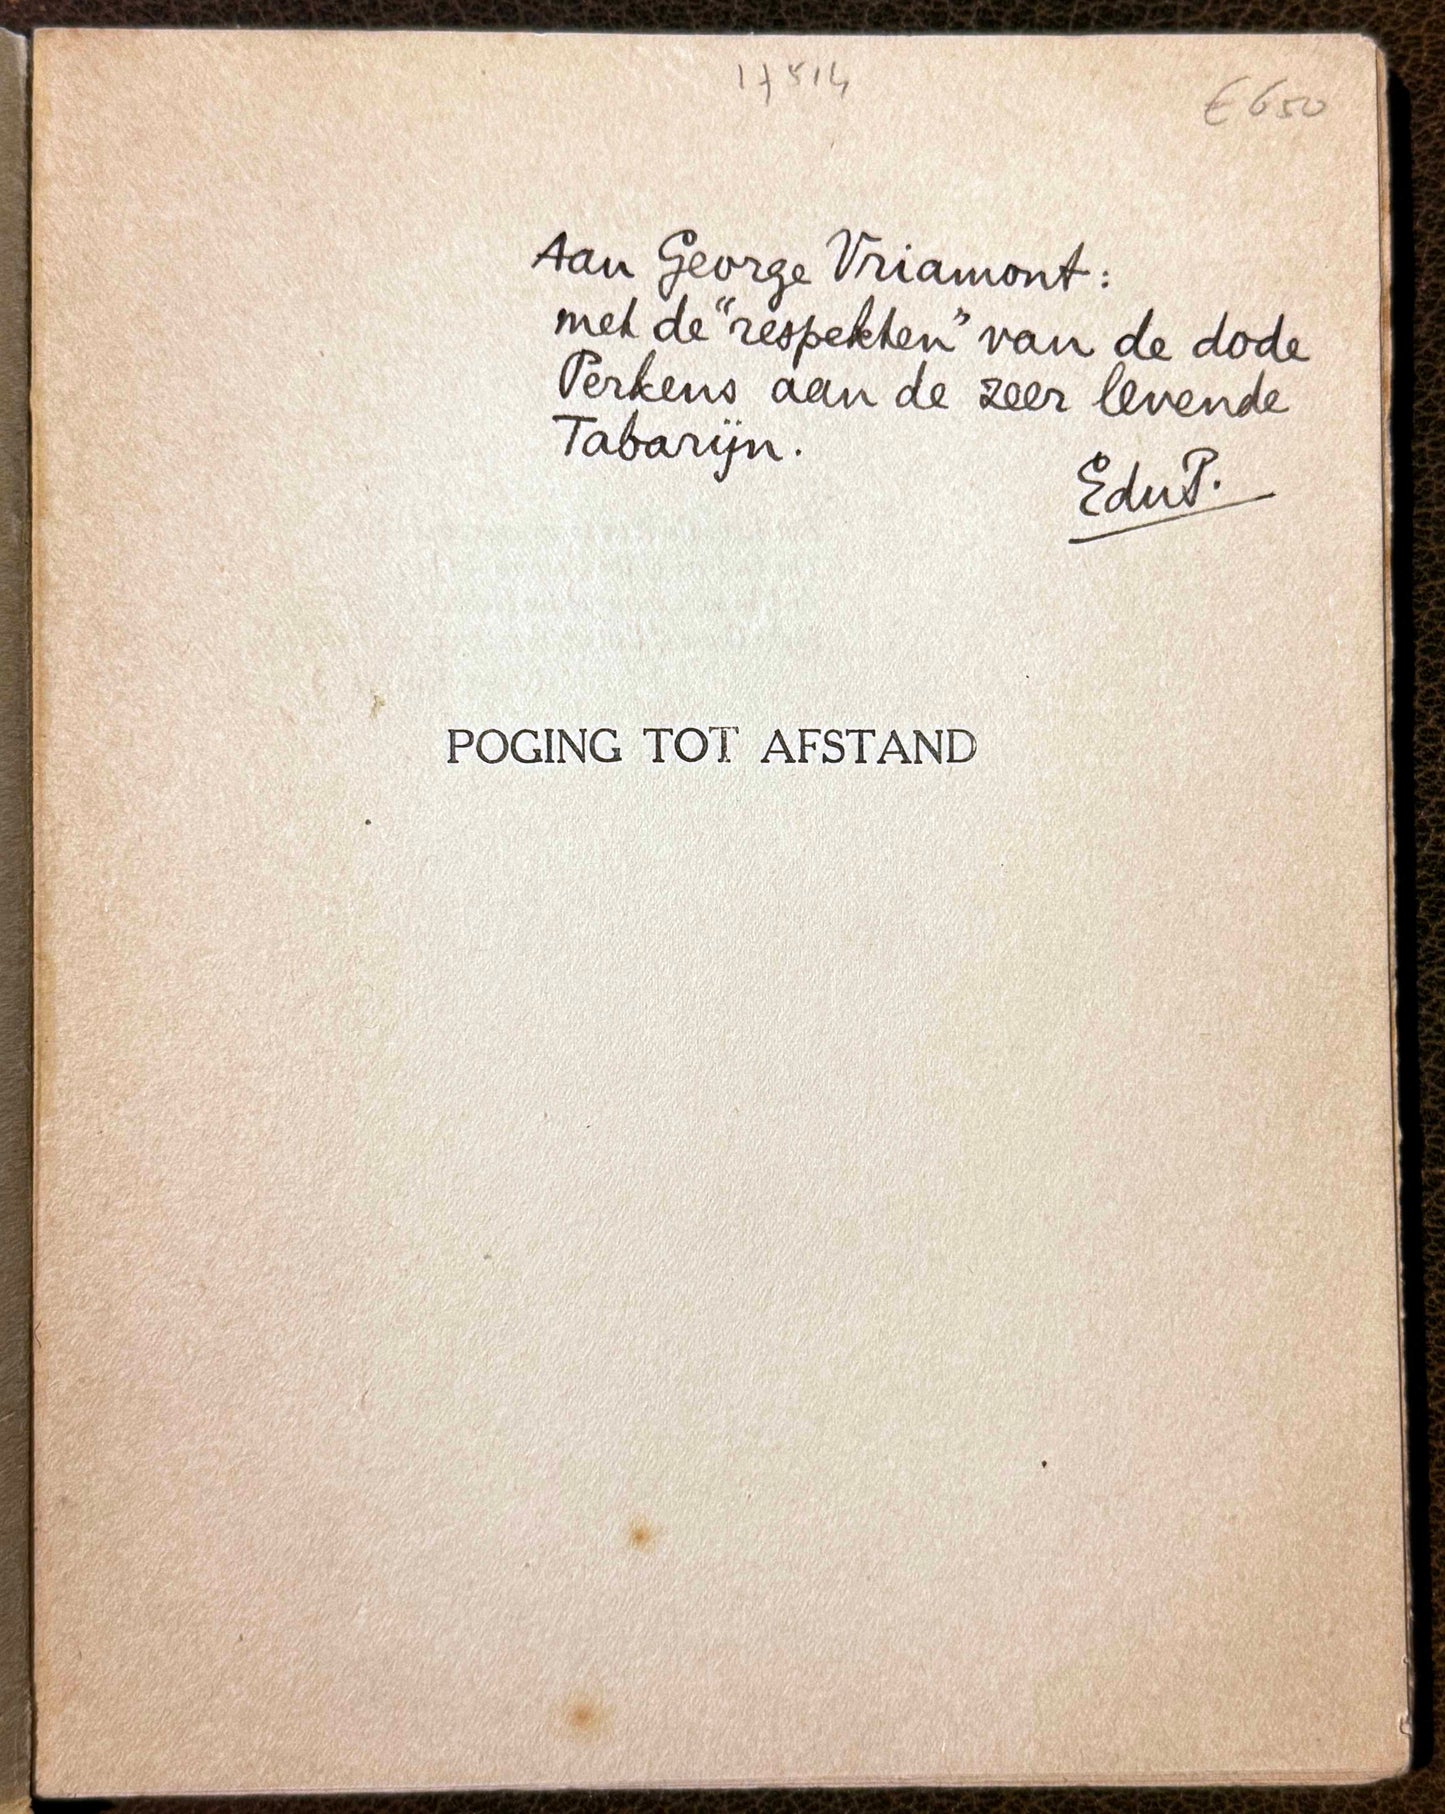 17514
€ 650
Aan George Vriamont:
met de "respekten" van de dode
Perkens aan de zeer levende
Tabarijn.
EduP.
POGING TOT AFSTAND